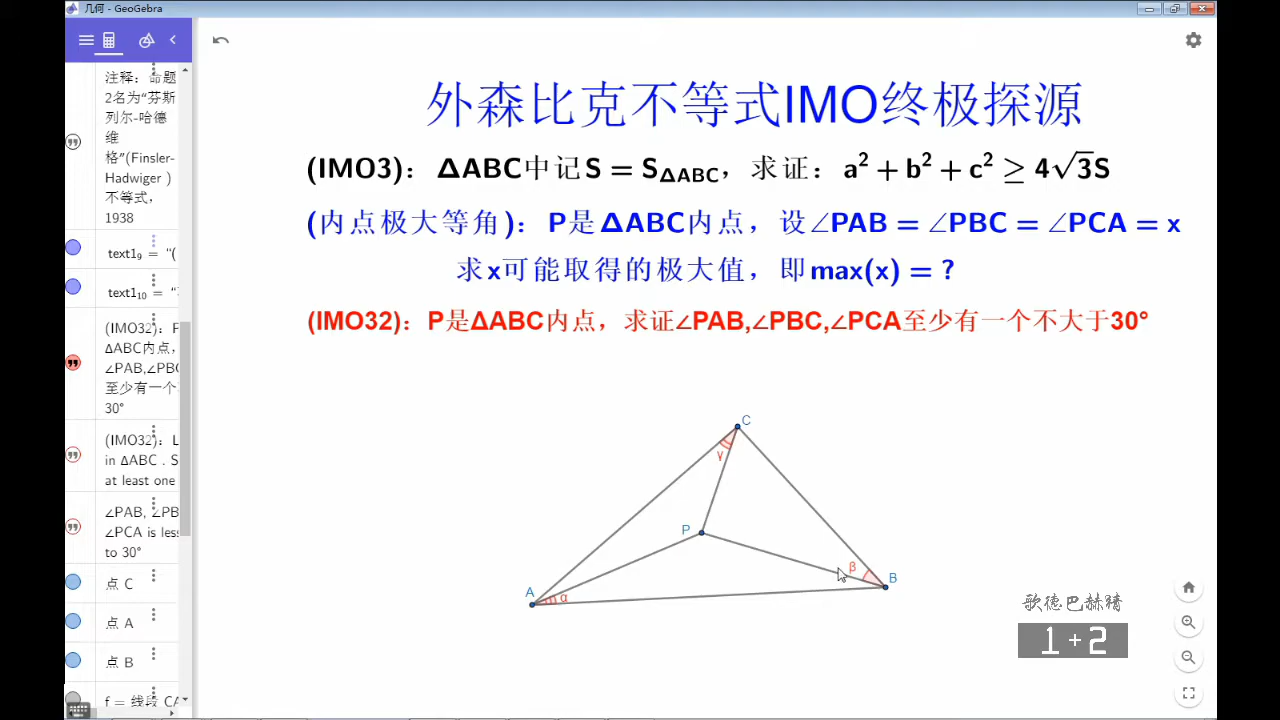 几何 - GeoGebra
注释：命题
2名为“芬斯
列尔-哈德
维
格”(Finsler-
Hadwiger )
不等式，
1938
text1₉ = "(
text1₁₀ = "
(IMO32)：P
ΔABC内点，
∠PAB,∠PBC
至少有一个
30°
(IMO32)：L
in ΔABC . S
at least one
∠PAB, ∠PB
∠PCA is less
to 30°
点 C
点 A
点 B
f = 线段 CA
外森比克不等式IMO终极探源
(IMO3)：ΔABC中记S = S_ΔABC，求证：a² + b² + c² ≥ 4√3S
(内点极大等角)：P是ΔABC内点，设∠PAB = ∠PBC = ∠PCA = x
求x可能取得的极大值，即max(x) = ?
(IMO32)：P是ΔABC内点，求证∠PAB,∠PBC,∠PCA至少有一个不大于30°
C
γ
P
β
B
A
α
歌德巴赫猜
1+2